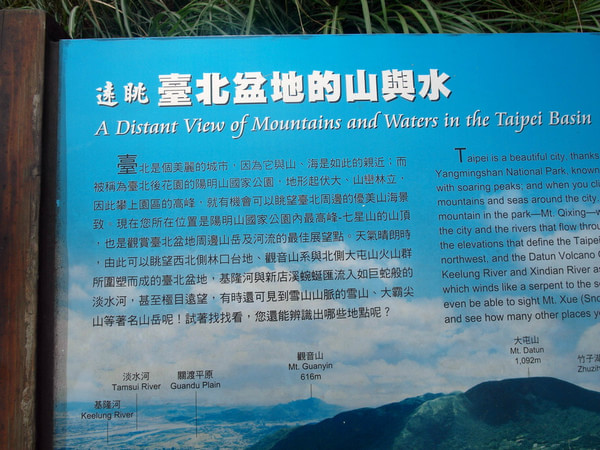 遠眺 臺北盆地的山與水
A Distant View of Mountains and Waters in the Taipei Basin
臺北是個美麗的城市，因為它與山、海是如此的親近；而
被稱為臺北後花園的陽明山國家公園，地形起伏大、山巒林立，
因此攀上園區的高峰，就有機會可以眺望臺北周邊的優美山海景
致。現在您所在位置是陽明山國家公園內最高峰-七星山的山頂
，也是觀賞臺北盆地周邊山岳及河流的最佳展望點。天氣晴朗時
，由此可以眺望西北側林口台地、觀音山系與北側大屯山火山群
所圍塑而成的臺北盆地，基隆河與新店溪蜿蜒匯流入如巨蛇般的
淡水河，甚至極目遠望，有時還可見到雪山山脈的雪山、大霸尖
山等著名山岳呢！試著找找看，您還能辨識出哪些地點呢？
Taipei is a beautiful city, thanks
Yangmingshan National Park, known
with soaring peaks; and when you cli
mountains and seas around the city.
mountain in the park—Mt. Qixing—w
the city and the rivers that flow throu
the elevations that define the Taipei
northwest, and the Datun Volcano G
Keelung River and Xindian River as
which winds like a serpent to the s
even be able to sight Mt. Xue (Snow
and see how many other places yo
大屯山
Mt. Datun
1,092m
竹子湖
Zhuzih
觀音山
Mt. Guanyin
616m
淡水河
Tamsui River
關渡平原
Guandu Plain
基隆河
Keelung River